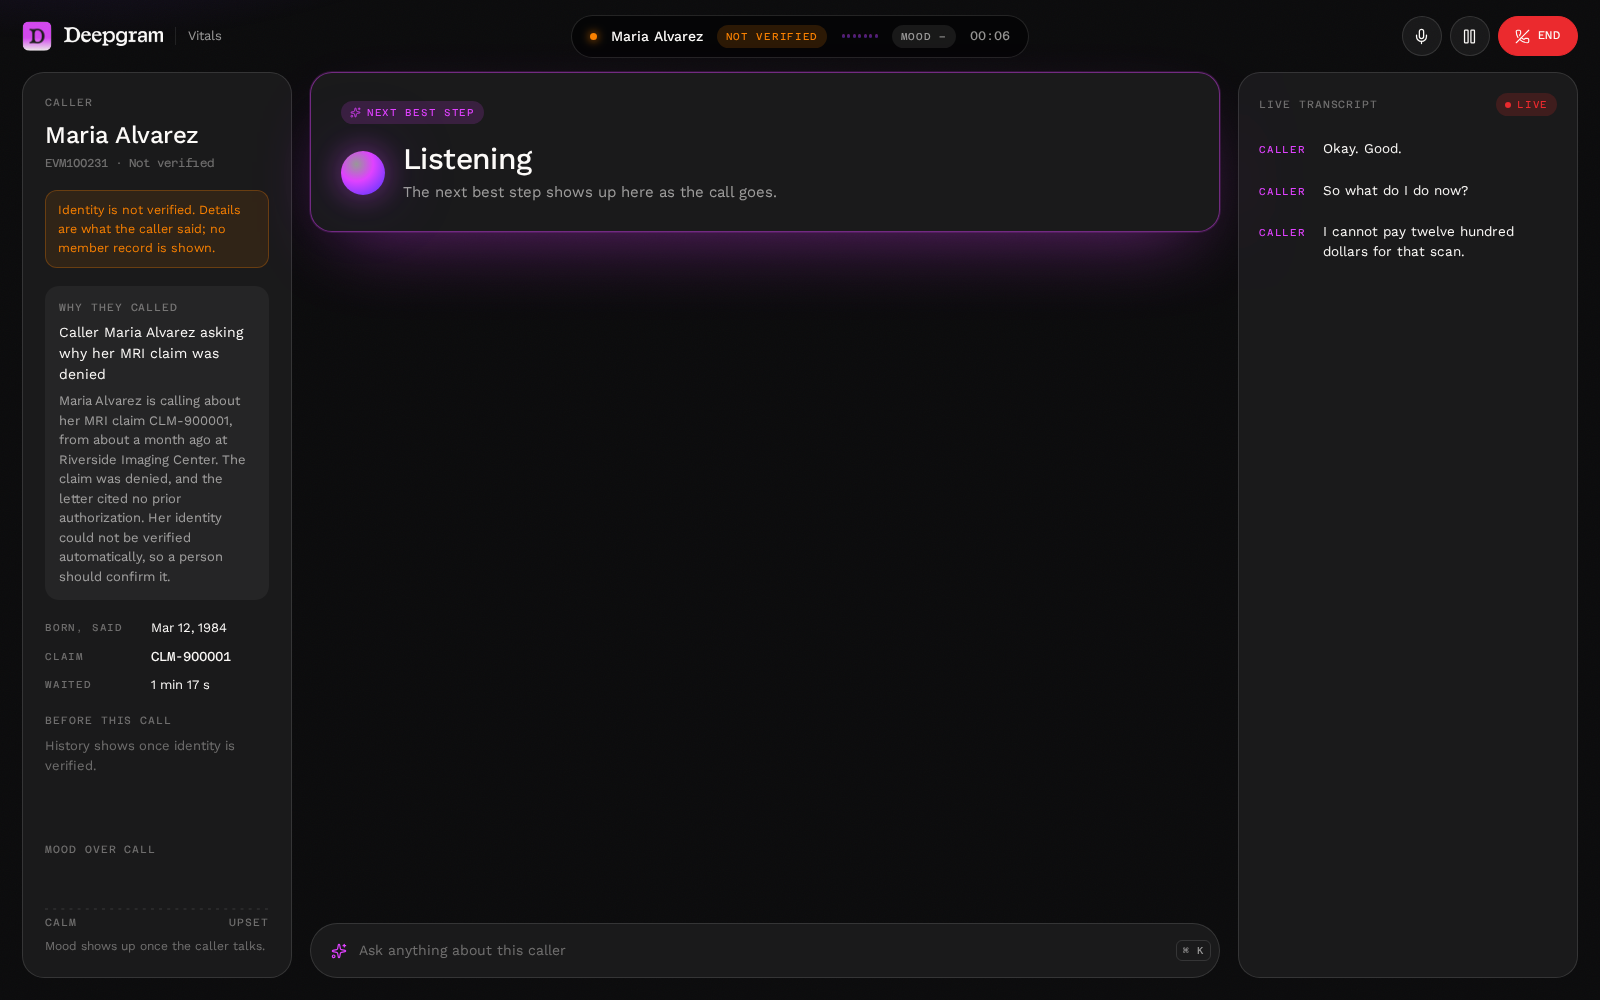 D Deepgram Vitals
Maria Alvarez NOT VERIFIED MOOD – 00:06
END
CALLER
Maria Alvarez
EVM100231 · Not verified
Identity is not verified. Details
are what the caller said; no
member record is shown.
WHY THEY CALLED
Caller Maria Alvarez asking
why her MRI claim was
denied
Maria Alvarez is calling about
her MRI claim CLM-900001,
from about a month ago at
Riverside Imaging Center. The
claim was denied, and the
letter cited no prior
authorization. Her identity
could not be verified
automatically, so a person
should confirm it.
BORN, SAID Mar 12, 1984
CLAIM CLM-900001
WAITED 1 min 17 s
BEFORE THIS CALL
History shows once identity is
verified.
MOOD OVER CALL
CALM UPSET
Mood shows up once the caller talks.
NEXT BEST STEP
Listening
The next best step shows up here as the call goes.
Ask anything about this caller ⌘ K
LIVE TRANSCRIPT LIVE
CALLER Okay. Good.
CALLER So what do I do now?
CALLER I cannot pay twelve hundred
dollars for that scan.